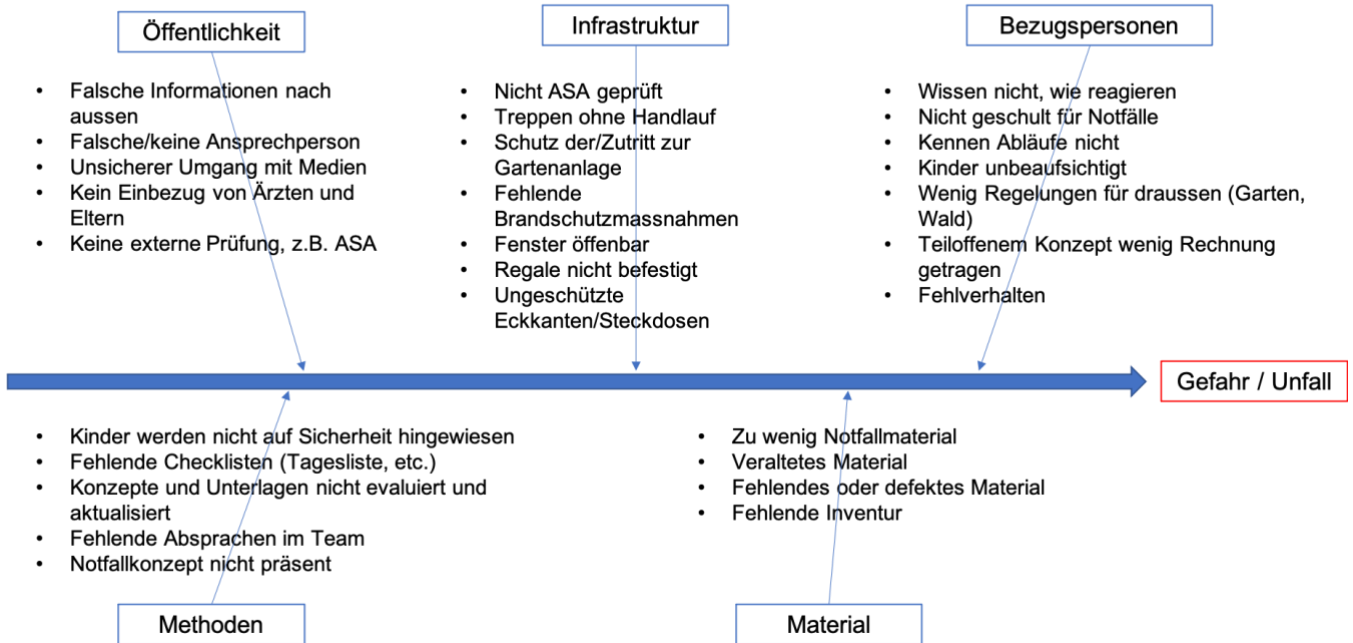 Öffentlichkeit
• Falsche Informationen nach
aussen
• Falsche/keine Ansprechperson
• Unsicherer Umgang mit Medien
• Kein Einbezug von Ärzten und
Eltern
• Keine externe Prüfung, z.B. ASA
Infrastruktur
• Nicht ASA geprüft
• Treppen ohne Handlauf
• Schutz der/Zutritt zur
Gartenanlage
• Fehlende
Brandschutzmassnahmen
• Fenster öffenbar
• Regale nicht befestigt
• Ungeschützte
Eckkanten/Steckdosen
Bezugspersonen
• Wissen nicht, wie reagieren
• Nicht geschult für Notfälle
• Kennen Abläufe nicht
• Kinder unbeaufsichtigt
• Wenig Regelungen für draussen (Garten,
Wald)
• Teiloffenem Konzept wenig Rechnung
getragen
• Fehlverhalten
Gefahr / Unfall
• Kinder werden nicht auf Sicherheit hingewiesen
• Fehlende Checklisten (Tagesliste, etc.)
• Konzepte und Unterlagen nicht evaluiert und
aktualisiert
• Fehlende Absprachen im Team
• Notfallkonzept nicht präsent
Methoden
• Zu wenig Notfallmaterial
• Veraltetes Material
• Fehlendes oder defektes Material
• Fehlende Inventur
Material